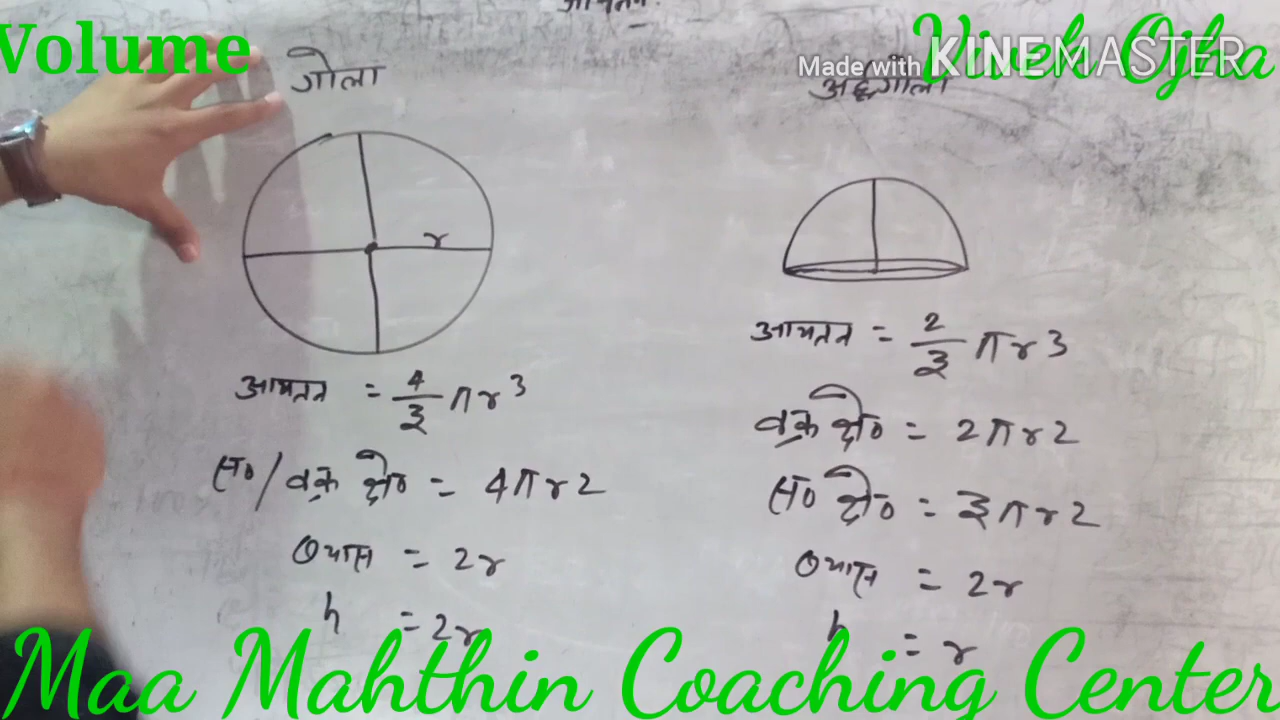 Volume
Vivek Ojha
Made with KINEMASTER
गोला
r
आयतन = 4/3 πr³
स०/वक्र क्षे० = 4πr2
व्यास = 2r
h = 2r
अर्द्धगोला
आयतन = 2/3 πr3
वक्र क्षे० = 2πr2
स० क्षे० = 3πr2
व्यास = 2r
h = r
Maa Mahthin Coaching Center